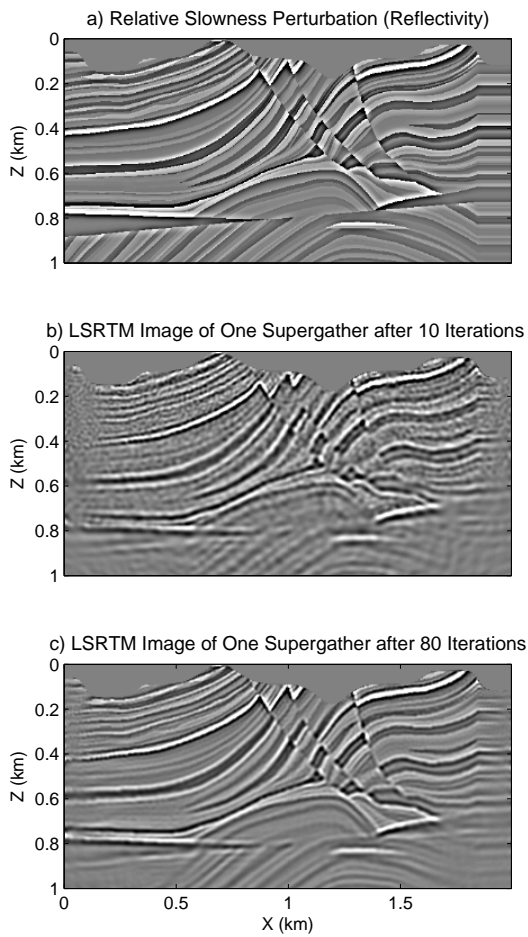 a) Relative Slowness Perturbation (Reflectivity)
0
0.2
0.4
0.6
0.8
1
Z (km)
b) LSRTM Image of One Supergather after 10 Iterations
0
0.2
0.4
0.6
0.8
1
Z (km)
c) LSRTM Image of One Supergather after 80 Iterations
0
0.2
0.4
0.6
0.8
1
Z (km)
0 0.5 1 1.5
X (km)